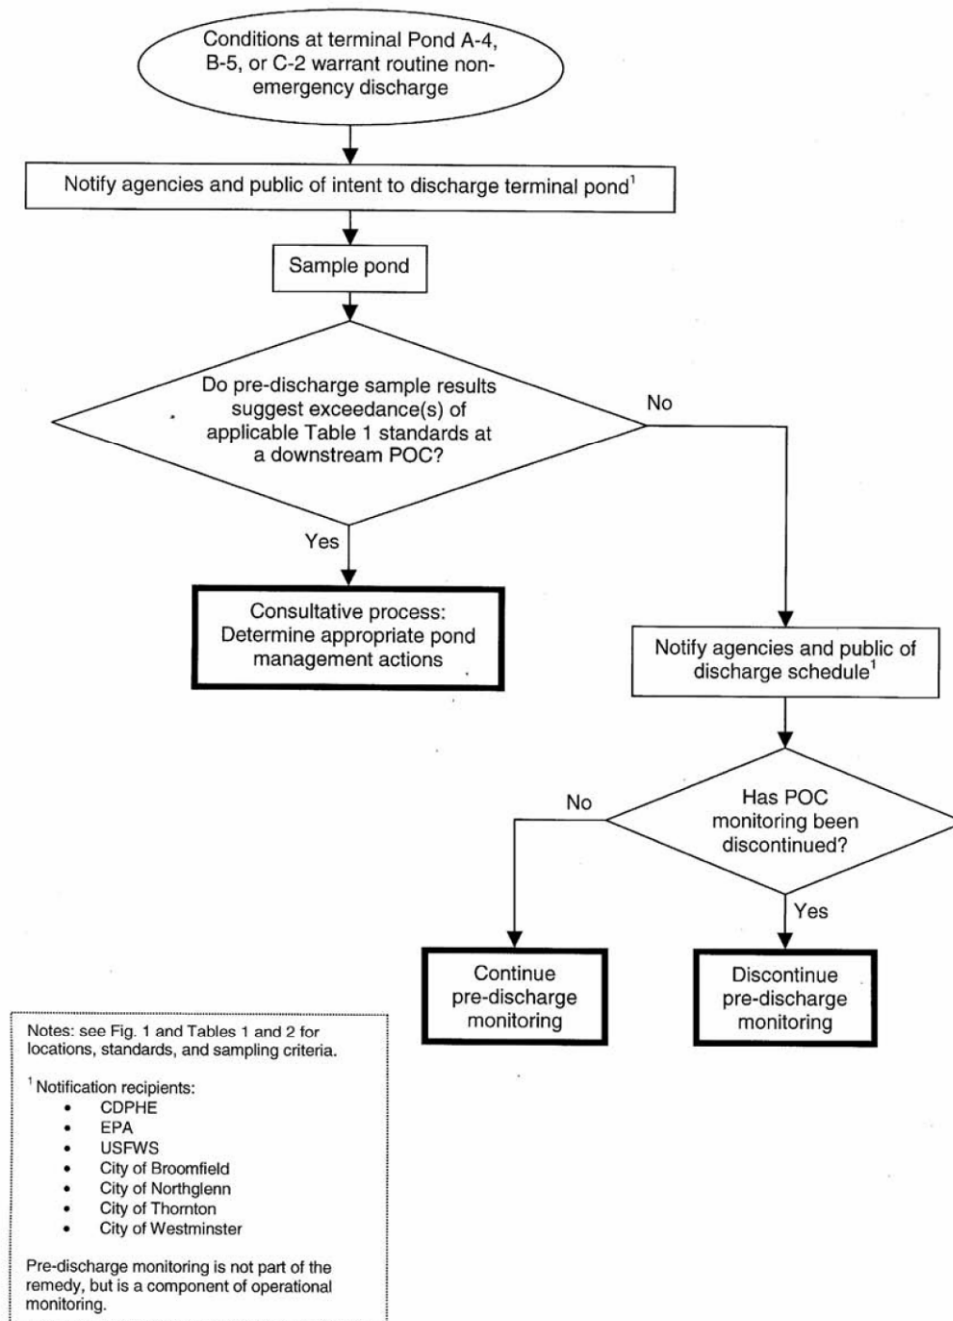 Conditions at terminal Pond A-4,
B-5, or C-2 warrant routine non-
emergency discharge
Notify agencies and public of intent to discharge terminal pond¹
Sample pond
Do pre-discharge sample results
suggest exceedance(s) of
applicable Table 1 standards at
a downstream POC?
No
Yes
Consultative process:
Determine appropriate pond
management actions
Notify agencies and public of
discharge schedule¹
Has POC
monitoring been
discontinued?
No
Yes
Continue
pre-discharge
monitoring
Discontinue
pre-discharge
monitoring
Notes: see Fig. 1 and Tables 1 and 2 for
locations, standards, and sampling criteria.
¹ Notification recipients:
• CDPHE
• EPA
• USFWS
• City of Broomfield
• City of Northglenn
• City of Thornton
• City of Westminster
Pre-discharge monitoring is not part of the
remedy, but is a component of operational
monitoring.